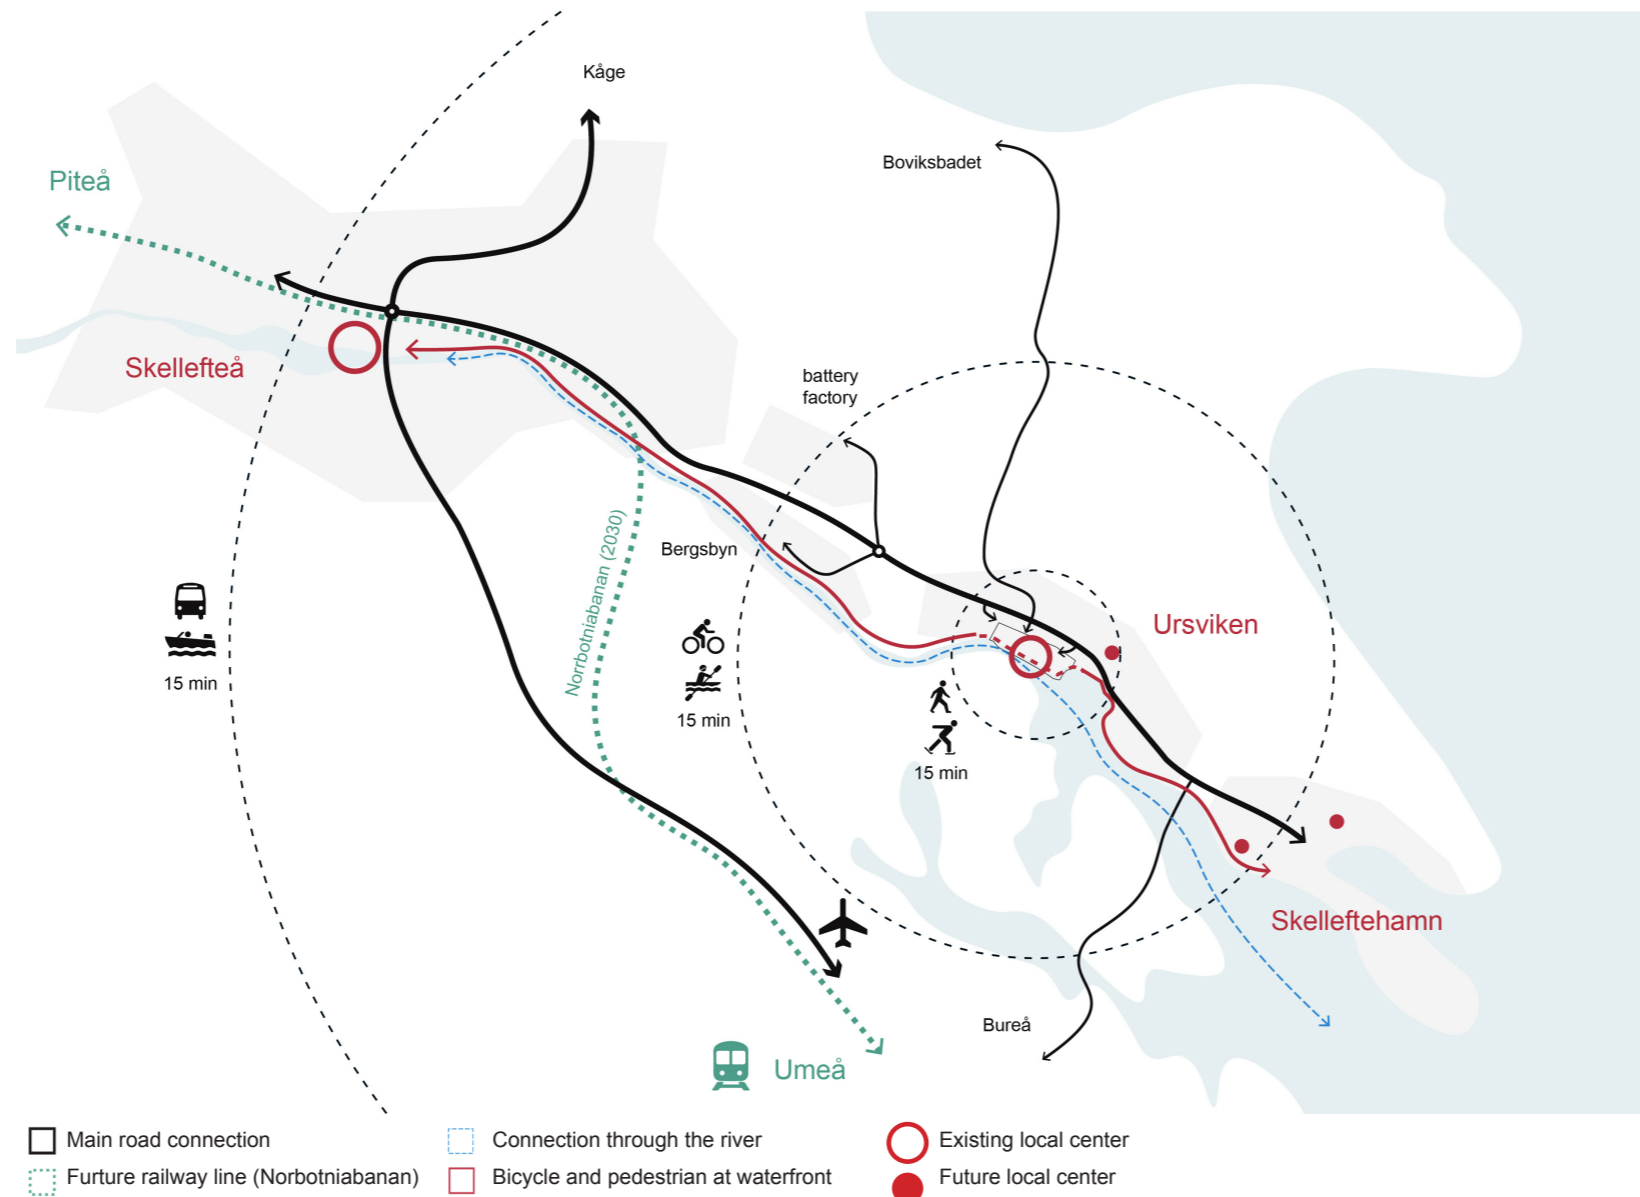 Kåge
Boviksbadet
Piteå
Skellefteå
battery
factory
Bergsbyn
Norrbotniabanan (2030)
Ursviken
15 min
15 min
15 min
Skelleftehamn
Bureå
Umeå
Main road connection
Connection through the river
Existing local center
Furture railway line (Norbotniabanan)
Bicycle and pedestrian at waterfront
Future local center